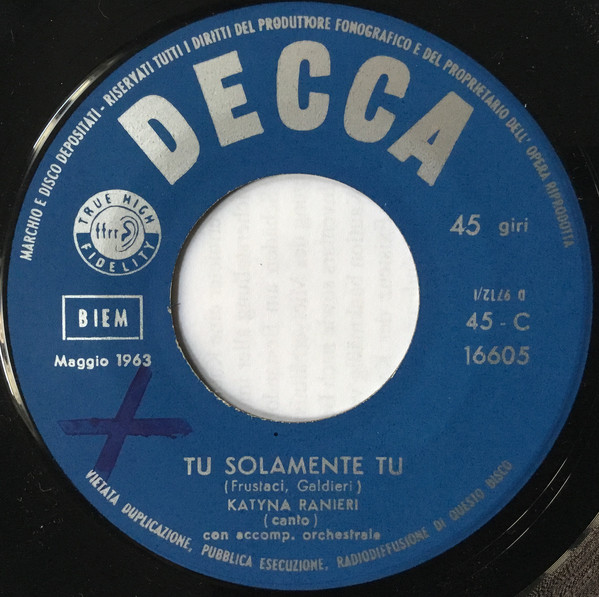 MARCHIO E DISCO DEPOSITATI - RISERVATI TUTTI I DIRITTI DEL PRODUTTORE FONOGRAFICO E DEL PROPRIETARIO DELL' OPERA RIPRODOTTA
DECCA
TRUE HIGH
ffrr
FIDELITY
45 giri
BIEM
D 9712/1
45 - C
Maggio 1963
16605
TU SOLAMENTE TU
(Frustaci, Galdieri)
KATYNA RANIERI
(canto)
con accomp. orchestrale
VIETATA DUPLICAZIONE, PUBBLICA ESECUZIONE, RADIODIFFUSIONE DI QUESTO DISCO